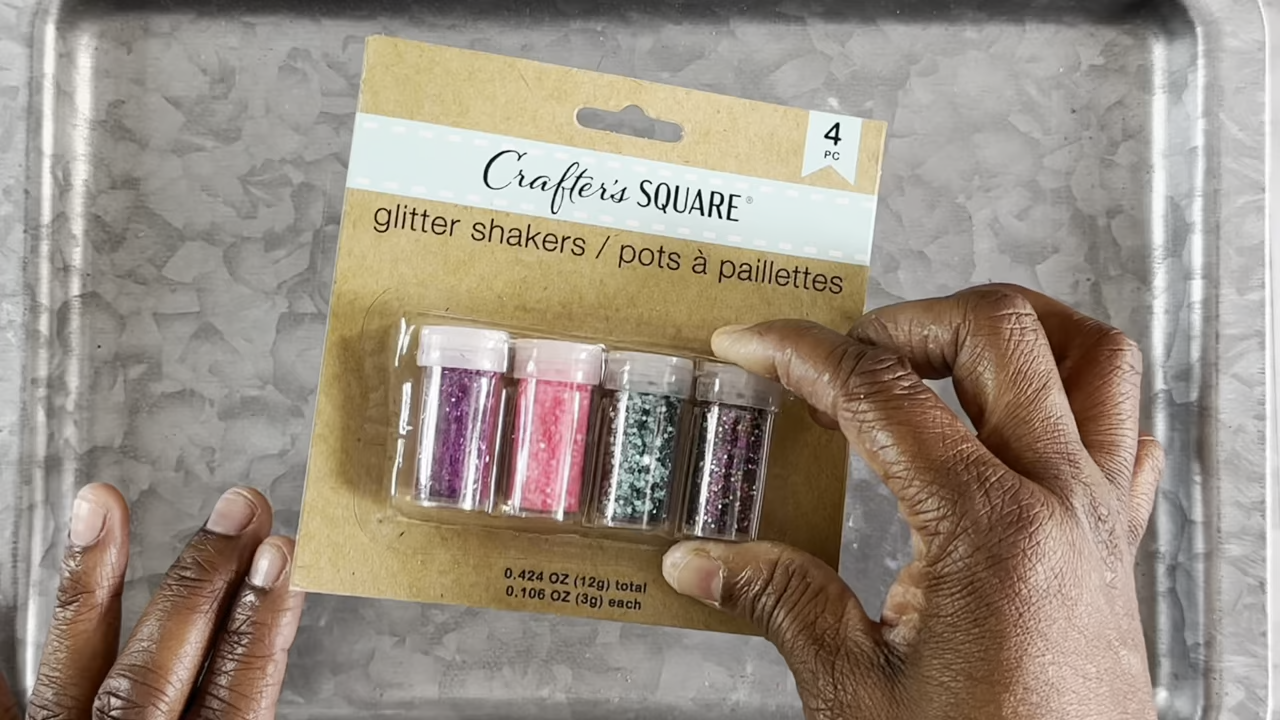 4
PC
Crafter's SQUARE®
glitter shakers / pots à paillettes
0.424 OZ (12g) total
0.106 OZ (3g) each